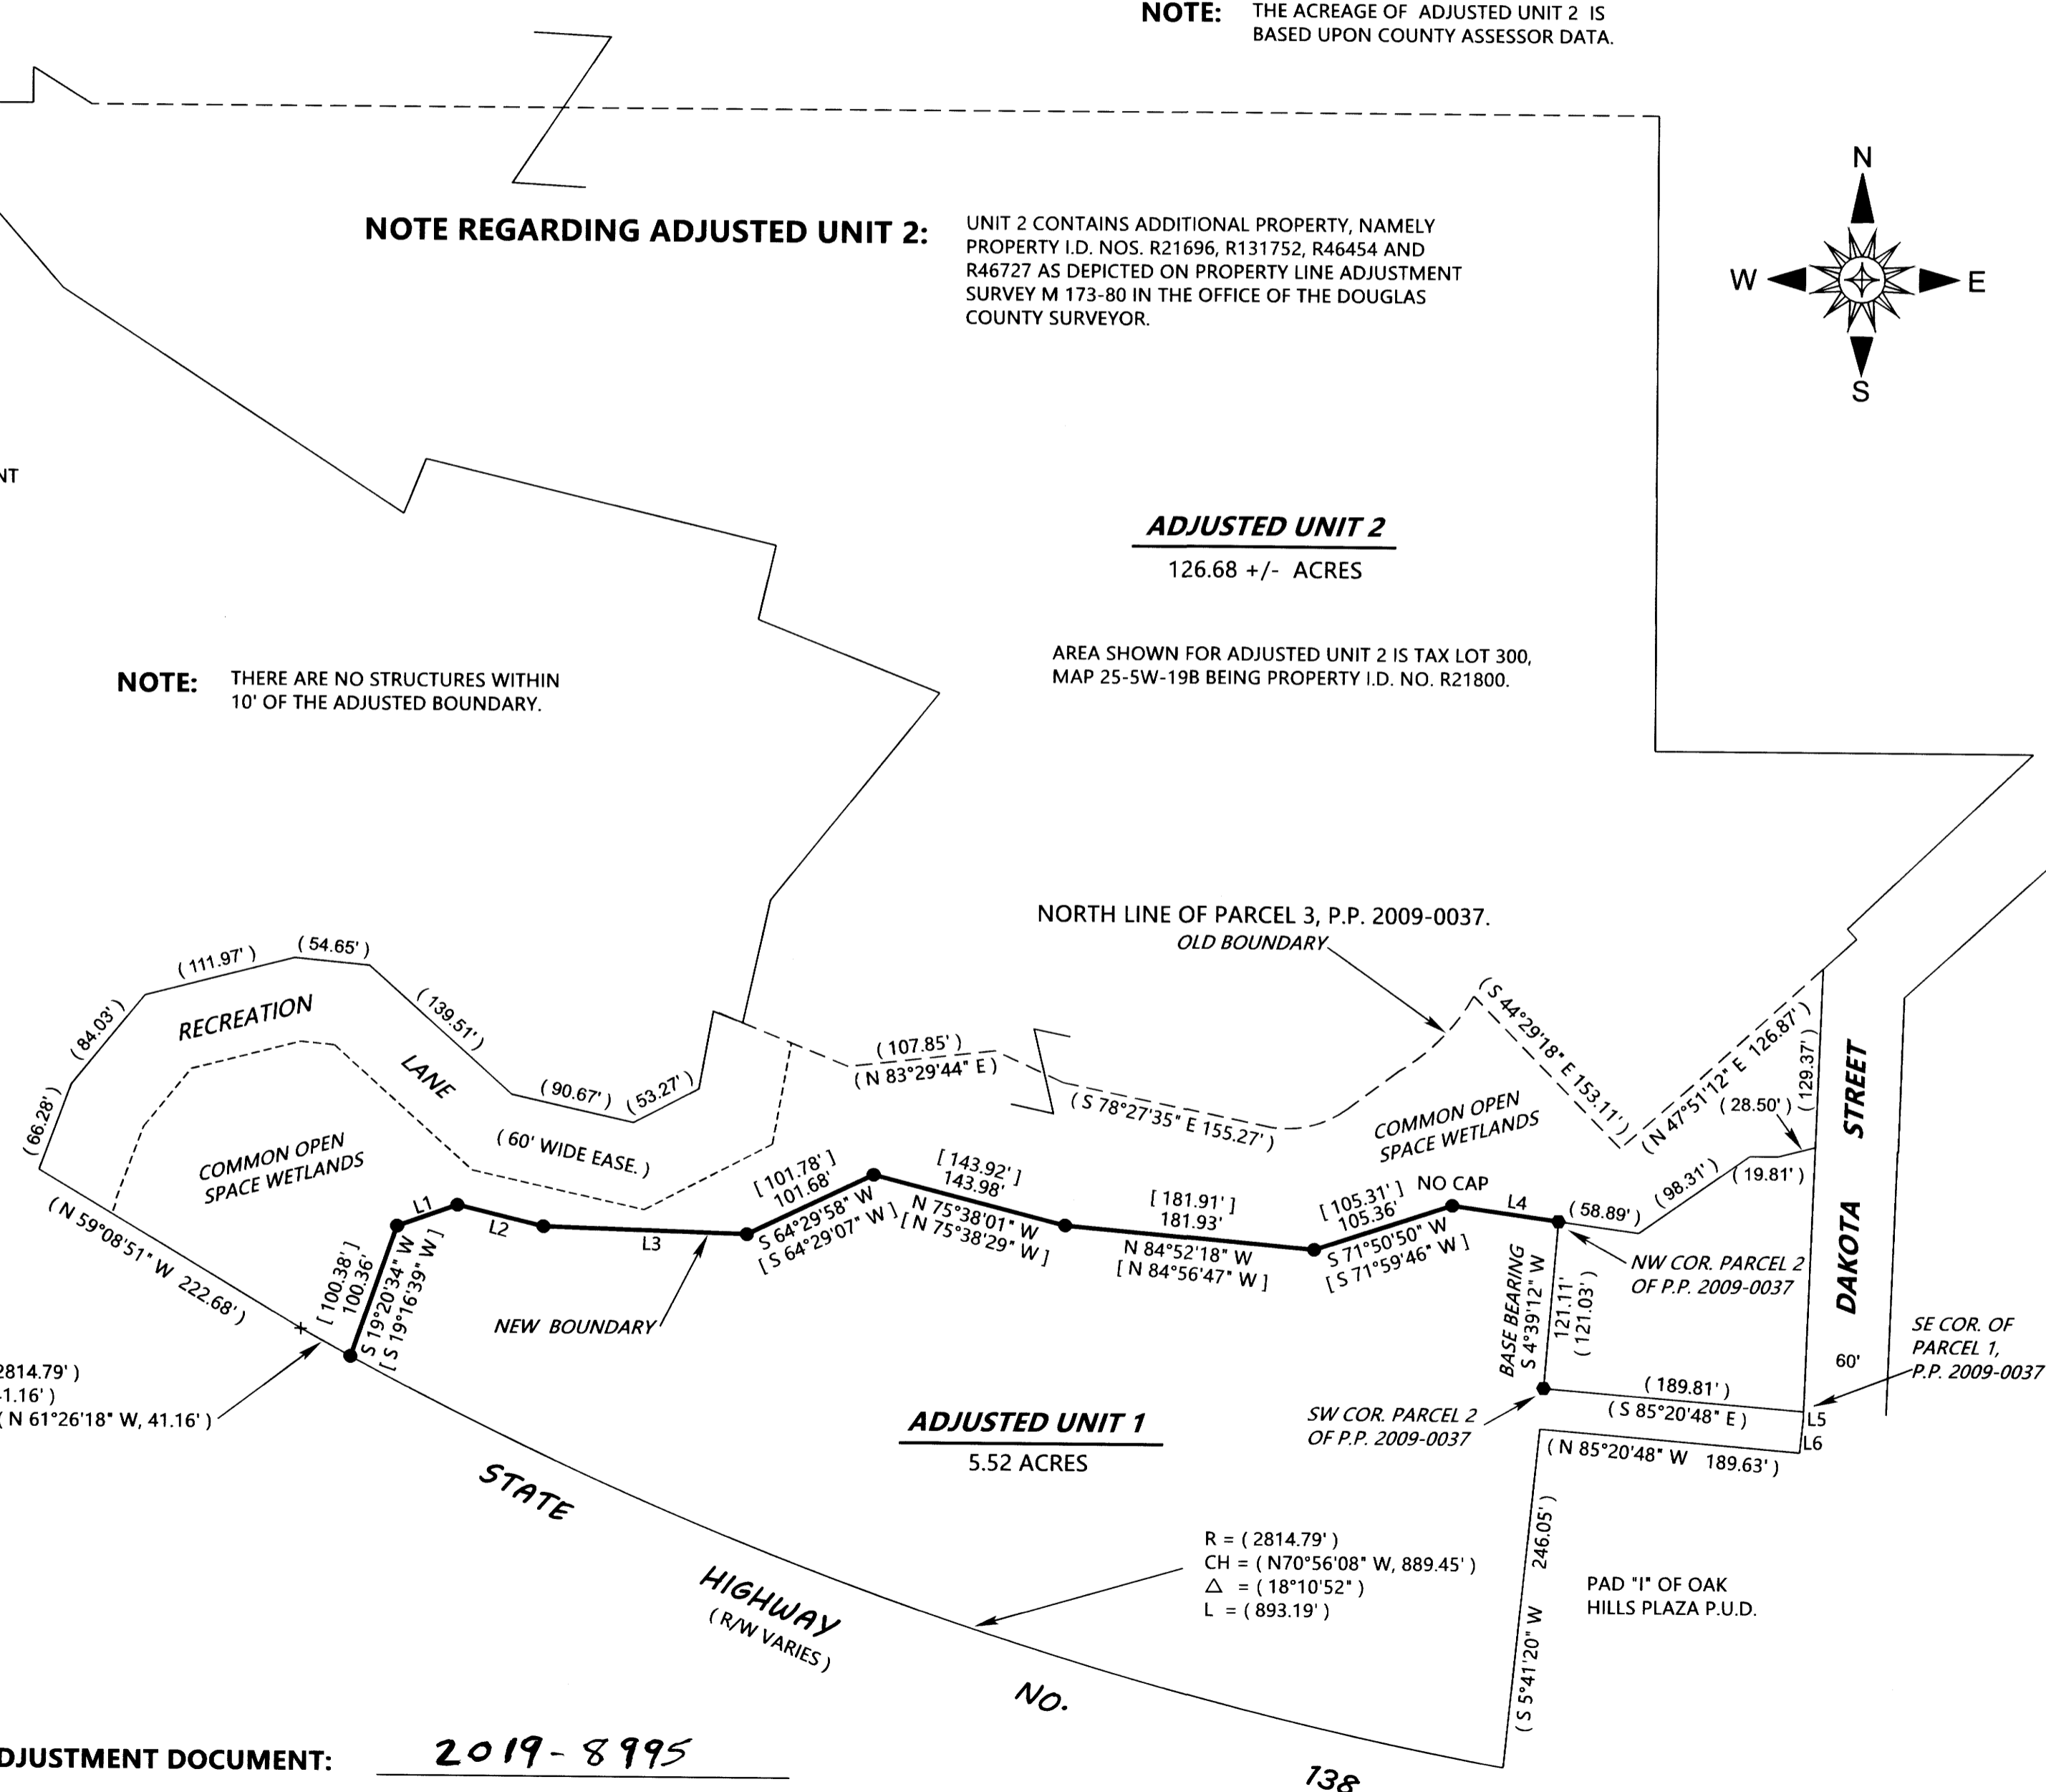 NOTE: THE ACREAGE OF ADJUSTED UNIT 2 IS
BASED UPON COUNTY ASSESSOR DATA.
N
W
E
S
NOTE REGARDING ADJUSTED UNIT 2: UNIT 2 CONTAINS ADDITIONAL PROPERTY, NAMELY
PROPERTY I.D. NOS. R21696, R131752, R46454 AND
R46727 AS DEPICTED ON PROPERTY LINE ADJUSTMENT
SURVEY M 173-80 IN THE OFFICE OF THE DOUGLAS
COUNTY SURVEYOR.
NT
ADJUSTED UNIT 2
126.68 +/- ACRES
AREA SHOWN FOR ADJUSTED UNIT 2 IS TAX LOT 300,
MAP 25-5W-19B BEING PROPERTY I.D. NO. R21800.
NOTE: THERE ARE NO STRUCTURES WITHIN
10' OF THE ADJUSTED BOUNDARY.
NORTH LINE OF PARCEL 3, P.P. 2009-0037.
OLD BOUNDARY
( 66.28' )
( 84.03' )
( 111.97' )
( 54.65' )
( 139.51' )
( 90.67' )
( 53.27' )
RECREATION
LANE
( 60' WIDE EASE. )
COMMON OPEN
SPACE WETLANDS
( N 59°08'51" W 222.68' )
( 107.85' )
( N 83°29'44" E )
( S 78°27'35" E 155.27' )
( S 44°29'18" E 153.11' )
( N 47°51'12" E 126.87' )
( 129.37' )
( 28.50' )
( 19.81' )
( 98.31' )
( 58.89' )
COMMON OPEN
SPACE WETLANDS
DAKOTA STREET
60'
[ 100.38' ]
100.36'
S 19°20'34" W
[ S 19°16'39" W ]
L1
L2
L3
NEW BOUNDARY
[ 101.78' ]
101.68'
S 64°29'58" W
[ S 64°29'07" W ]
[ 143.92' ]
143.98'
N 75°38'01" W
[ N 75°38'29" W ]
[ 181.91' ]
181.93'
N 84°52'18" W
[ N 84°56'47" W ]
[ 105.31' ]
105.36'
S 71°50'50" W
[ S 71°59'46" W ]
NO CAP
L4
NW COR. PARCEL 2
OF P.P. 2009-0037
BASE BEARING
S 4°39'12" W
121.11'
( 121.03' )
SE COR. OF
PARCEL 1,
P.P. 2009-0037
( 189.81' )
( S 85°20'48" E )
L5
L6
( N 85°20'48" W 189.63' )
SW COR. PARCEL 2
OF P.P. 2009-0037
2814.79' )
1.16' )
( N 61°26'18" W, 41.16' )
ADJUSTED UNIT 1
5.52 ACRES
STATE
HIGHWAY
( R/W VARIES )
NO.
138
R = ( 2814.79' )
CH = ( N70°56'08" W, 889.45' )
△ = ( 18°10'52" )
L = ( 893.19' )
( S 5°41'20" W 246.05' )
PAD "I" OF OAK
HILLS PLAZA P.U.D.
DJUSTMENT DOCUMENT: 2019-8995